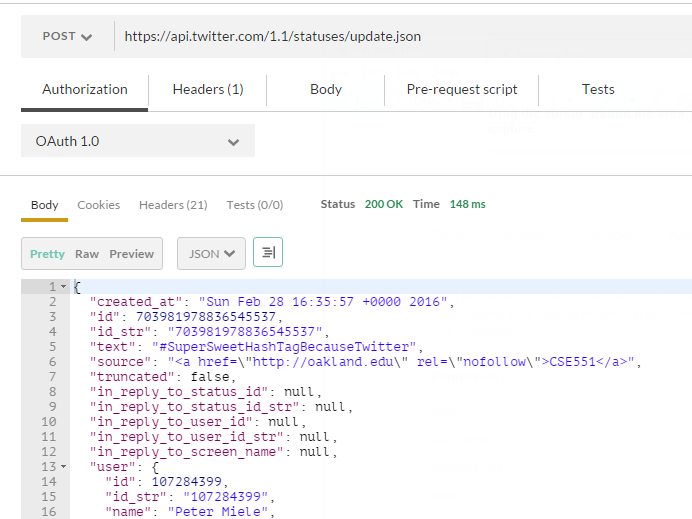 POST https://api.twitter.com/1.1/statuses/update.json
Authorization Headers (1) Body Pre-request script Tests
OAuth 1.0
Body Cookies Headers (21) Tests (0/0) Status 200 OK Time 148 ms
Pretty Raw Preview JSON
1 {
2 "created_at": "Sun Feb 28 16:35:57 +0000 2016",
3 "id": 703981978836545537,
4 "id_str": "703981978836545537",
5 "text": "#SuperSweetHashTagBecauseTwitter",
6 "source": "<a href=\"http://oakland.edu\" rel=\"nofollow\">CSE551</a>",
7 "truncated": false,
8 "in_reply_to_status_id": null,
9 "in_reply_to_status_id_str": null,
10 "in_reply_to_user_id": null,
11 "in_reply_to_user_id_str": null,
12 "in_reply_to_screen_name": null,
13 "user": {
14 "id": 107284399,
15 "id_str": "107284399",
16 "name": "Peter Miele",